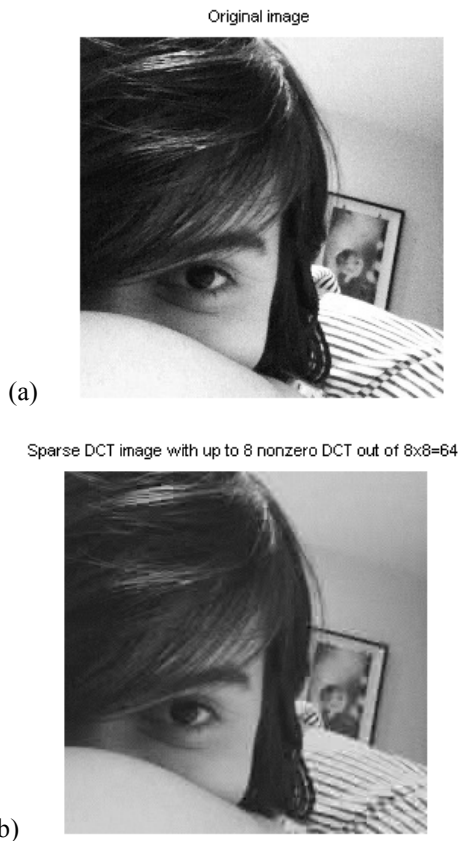 Original image
(a)
Sparse DCT image with up to 8 nonzero DCT out of 8x8=64
b)